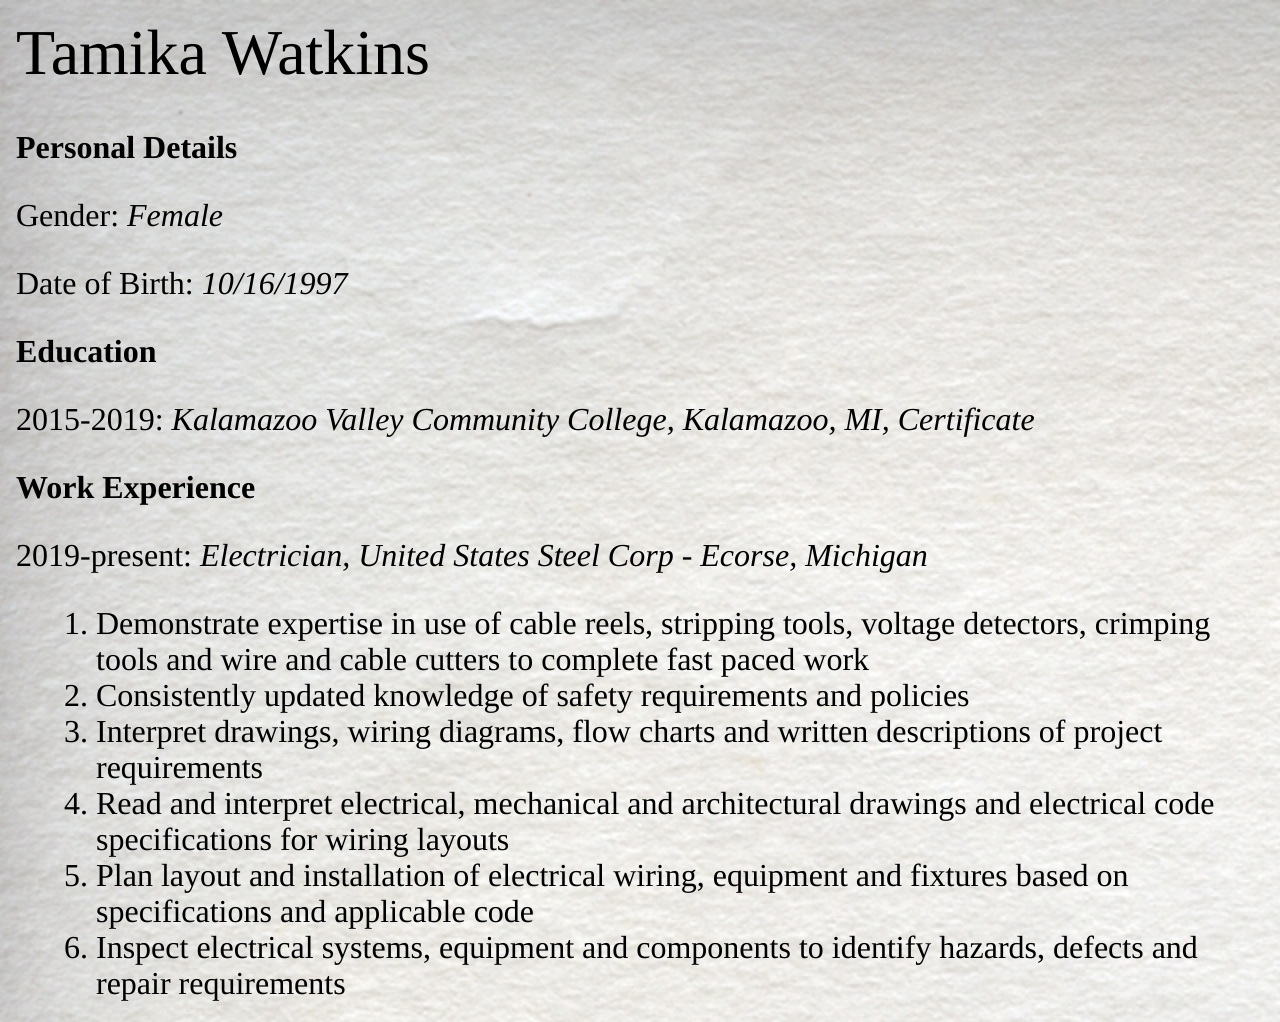 Tamika Watkins
Personal Details
Gender: Female
Date of Birth: 10/16/1997
Education
2015-2019: Kalamazoo Valley Community College, Kalamazoo, MI, Certificate
Work Experience
2019-present: Electrician, United States Steel Corp - Ecorse, Michigan
1. Demonstrate expertise in use of cable reels, stripping tools, voltage detectors, crimping
tools and wire and cable cutters to complete fast paced work
2. Consistently updated knowledge of safety requirements and policies
3. Interpret drawings, wiring diagrams, flow charts and written descriptions of project
requirements
4. Read and interpret electrical, mechanical and architectural drawings and electrical code
specifications for wiring layouts
5. Plan layout and installation of electrical wiring, equipment and fixtures based on
specifications and applicable code
6. Inspect electrical systems, equipment and components to identify hazards, defects and
repair requirements